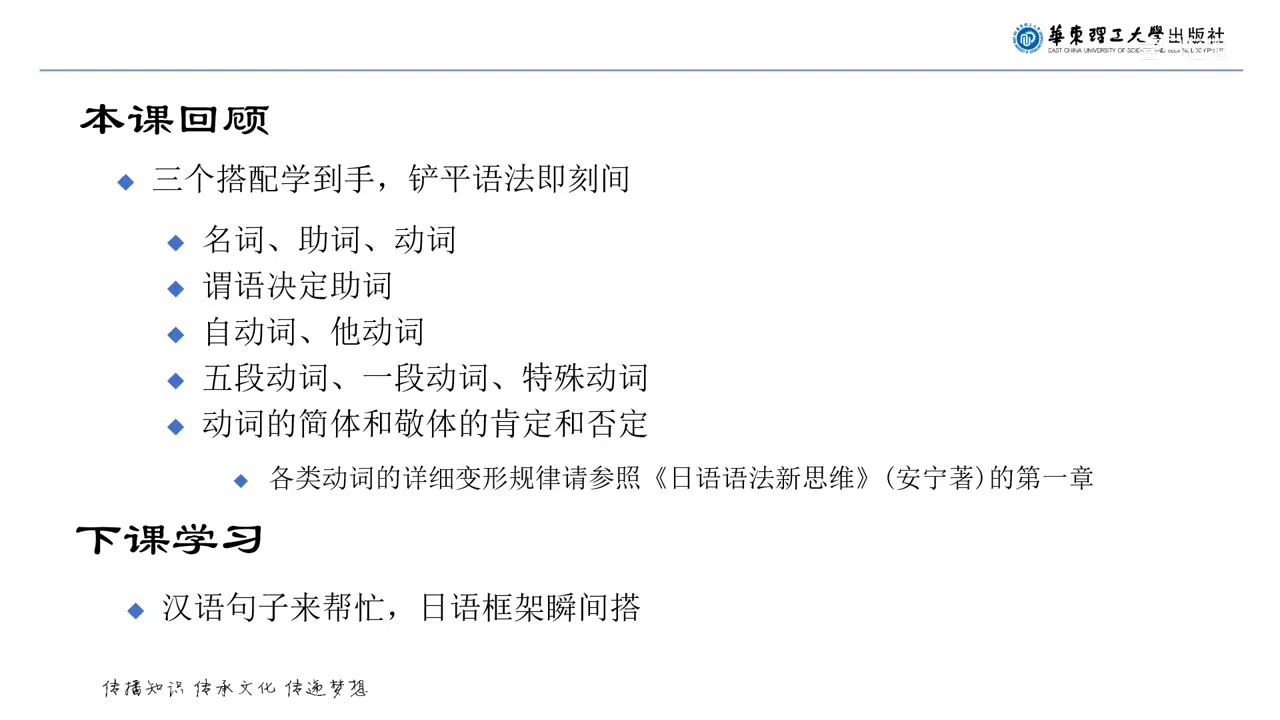 華東理工大學出版社
本课回顾
三个搭配学到手，铲平语法即刻间
名词、助词、动词
谓语决定助词
自动词、他动词
五段动词、一段动词、特殊动词
动词的简体和敬体的肯定和否定
各类动词的详细变形规律请参照《日语语法新思维》(安宁著)的第一章
下课学习
汉语句子来帮忙，日语框架瞬间搭
传播知识 传承文化 传递梦想